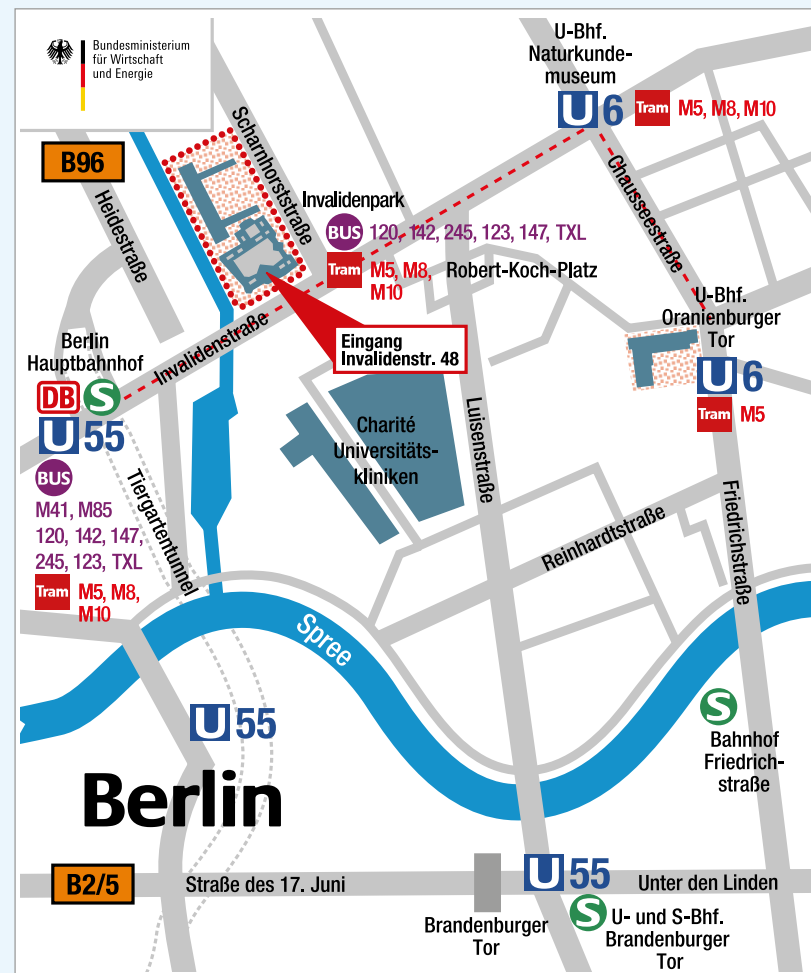 Bundesministerium
für Wirtschaft
und Energie
U-Bhf.
Naturkunde-
museum
U 6
Tram M5, M8, M10
B96
Scharnhorststraße
Heidestraße
Invalidenpark
BUS 120, 142, 245, 123, 147, TXL
Tram M5, M8,
M10
Robert-Koch-Platz
Chausseestraße
U-Bhf.
Oranienburger
Tor
U 6
Tram M5
Invalidenstraße
Eingang
Invalidenstr. 48
Berlin
Hauptbahnhof
DB S
U 55
BUS
M41, M85
120, 142, 147,
245, 123, TXL
Tram M5, M8,
M10
Tiergartentunnel
Charité
Universitäts-
kliniken
Luisenstraße
Reinhardtstraße
Friedrichstraße
Spree
U 55
S
Bahnhof
Friedrich-
straße
Berlin
B2/5
Straße des 17. Juni
U 55
Unter den Linden
Brandenburger
Tor
S U- und S-Bhf.
Brandenburger
Tor